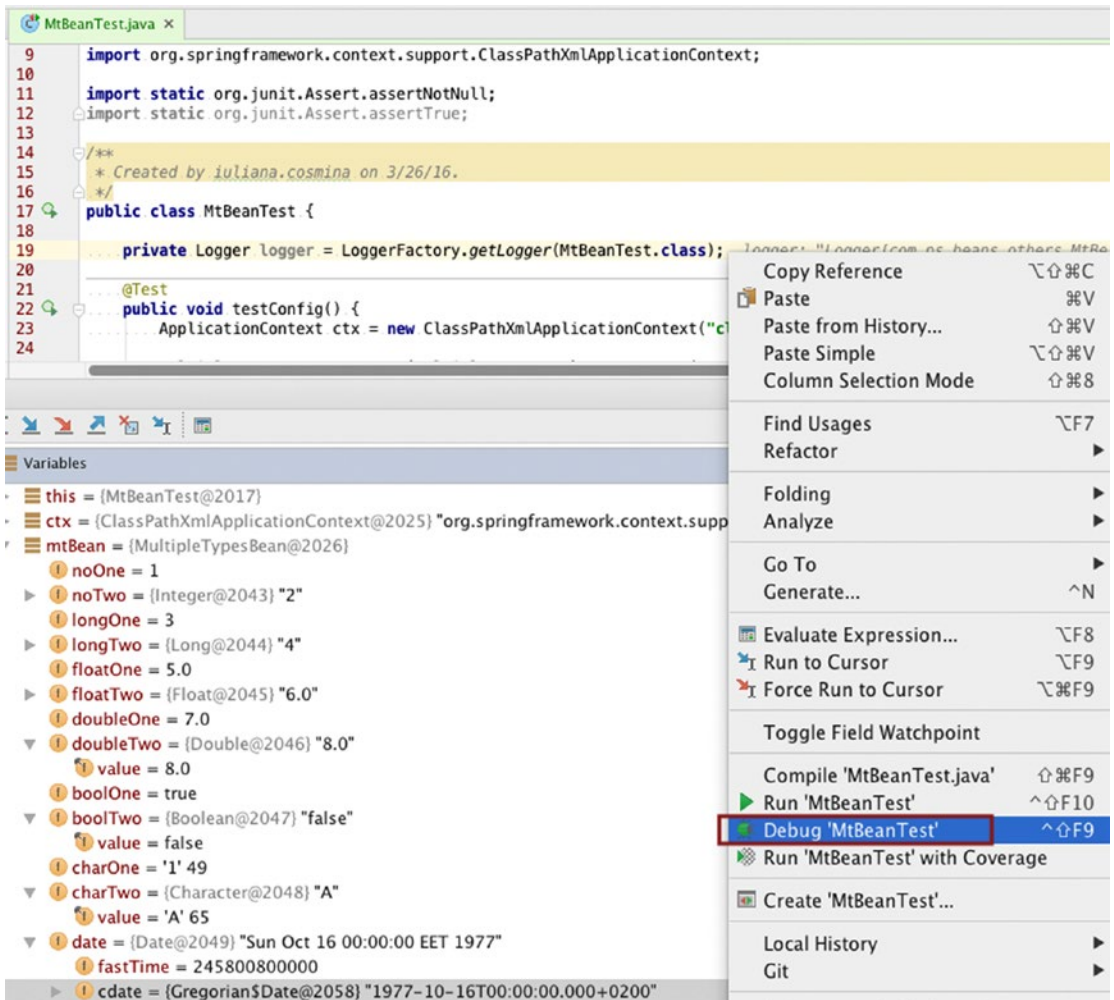 MtBeanTest.java ×
9 import org.springframework.context.support.ClassPathXmlApplicationContext;
10
11 import static org.junit.Assert.assertNotNull;
12 import static org.junit.Assert.assertTrue;
13
14 /**
15 * Created by iuliana.cosmina on 3/26/16.
16 */
17 public class MtBeanTest {
18
19 private Logger logger = LoggerFactory.getLogger(MtBeanTest.class); logger: "Logger[com.ps.beans.others.MtBe
20
21 @Test
22 public void testConfig() {
23 ApplicationContext ctx = new ClassPathXmlApplicationContext("cl
24
Variables
this = {MtBeanTest@2017}
ctx = {ClassPathXmlApplicationContext@2025} "org.springframework.context.supp
mtBean = {MultipleTypesBean@2026}
noOne = 1
noTwo = {Integer@2043} "2"
longOne = 3
longTwo = {Long@2044} "4"
floatOne = 5.0
floatTwo = {Float@2045} "6.0"
doubleOne = 7.0
doubleTwo = {Double@2046} "8.0"
value = 8.0
boolOne = true
boolTwo = {Boolean@2047} "false"
value = false
charOne = '1' 49
charTwo = {Character@2048} "A"
value = 'A' 65
date = {Date@2049} "Sun Oct 16 00:00:00 EET 1977"
fastTime = 245800800000
cdate = {Gregorian$Date@2058} "1977-10-16T00:00:00.000+0200"
Copy Reference ⌥⇧⌘C
Paste ⌘V
Paste from History... ⇧⌘V
Paste Simple ⌥⇧⌘V
Column Selection Mode ⇧⌘8
Find Usages ⌥F7
Refactor
Folding
Analyze
Go To
Generate... ^N
Evaluate Expression... ⌥F8
Run to Cursor ⌥F9
Force Run to Cursor ⌥⌘F9
Toggle Field Watchpoint
Compile 'MtBeanTest.java' ⇧⌘F9
Run 'MtBeanTest' ^⇧F10
Debug 'MtBeanTest' ^⇧F9
Run 'MtBeanTest' with Coverage
Create 'MtBeanTest'...
Local History
Git